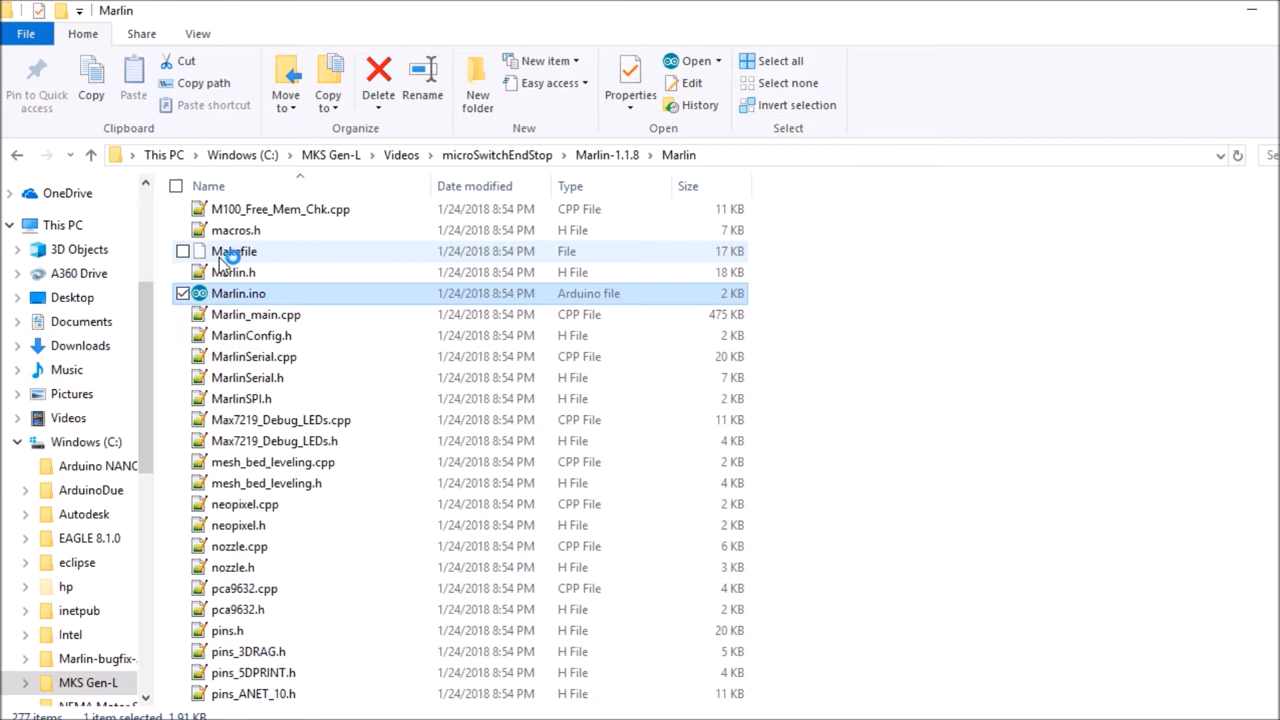 Marlin
File Home Share View
Pin to Quick access
Copy
Paste
Cut
Copy path
Paste shortcut
Clipboard
Move to
Copy to
Delete
Rename
Organize
New folder
New item
Easy access
New
Properties
Open
Edit
History
Open
Select all
Select none
Invert selection
Select
This PC Windows (C:) MKS Gen-L Videos microSwitchEndStop Marlin-1.1.8 Marlin Se
OneDrive
This PC
3D Objects
A360 Drive
Desktop
Documents
Downloads
Music
Pictures
Videos
Windows (C:)
Arduino NANO
ArduinoDue
Autodesk
EAGLE 8.1.0
eclipse
hp
inetpub
Intel
Marlin-bugfix-
MKS Gen-L
Name Date modified Type Size
M100_Free_Mem_Chk.cpp 1/24/2018 8:54 PM CPP File 11 KB
macros.h 1/24/2018 8:54 PM H File 7 KB
Makefile 1/24/2018 8:54 PM File 17 KB
Marlin.h 1/24/2018 8:54 PM H File 18 KB
Marlin.ino 1/24/2018 8:54 PM Arduino file 2 KB
Marlin_main.cpp 1/24/2018 8:54 PM CPP File 475 KB
MarlinConfig.h 1/24/2018 8:54 PM H File 2 KB
MarlinSerial.cpp 1/24/2018 8:54 PM CPP File 20 KB
MarlinSerial.h 1/24/2018 8:54 PM H File 7 KB
MarlinSPI.h 1/24/2018 8:54 PM H File 2 KB
Max7219_Debug_LEDs.cpp 1/24/2018 8:54 PM CPP File 11 KB
Max7219_Debug_LEDs.h 1/24/2018 8:54 PM H File 4 KB
mesh_bed_leveling.cpp 1/24/2018 8:54 PM CPP File 2 KB
mesh_bed_leveling.h 1/24/2018 8:54 PM H File 4 KB
neopixel.cpp 1/24/2018 8:54 PM CPP File 2 KB
neopixel.h 1/24/2018 8:54 PM H File 2 KB
nozzle.cpp 1/24/2018 8:54 PM CPP File 6 KB
nozzle.h 1/24/2018 8:54 PM H File 3 KB
pca9632.cpp 1/24/2018 8:54 PM CPP File 4 KB
pca9632.h 1/24/2018 8:54 PM H File 2 KB
pins.h 1/24/2018 8:54 PM H File 20 KB
pins_3DRAG.h 1/24/2018 8:54 PM H File 5 KB
pins_5DPRINT.h 1/24/2018 8:54 PM H File 4 KB
pins_ANET_10.h 1/24/2018 8:54 PM H File 11 KB
277 items 1 item selected 1.91 KB